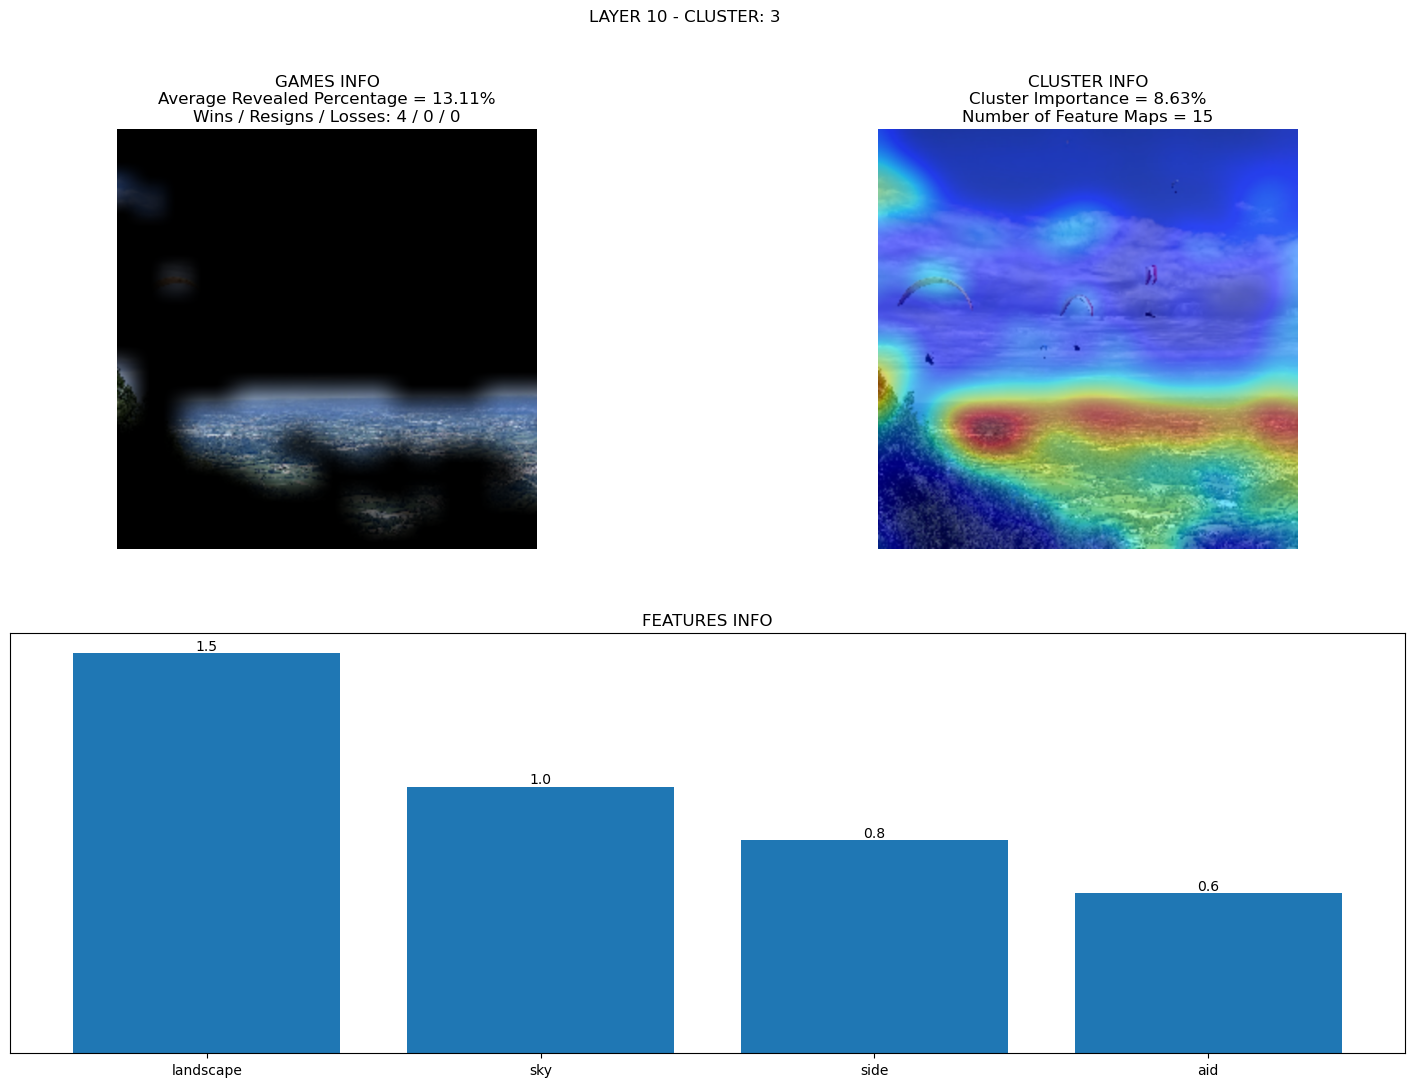 LAYER 10 - CLUSTER: 3
GAMES INFO
Average Revealed Percentage = 13.11%
Wins / Resigns / Losses: 4 / 0 / 0
CLUSTER INFO
Cluster Importance = 8.63%
Number of Feature Maps = 15
FEATURES INFO
1.5
1.0
0.8
0.6
landscape
sky
side
aid